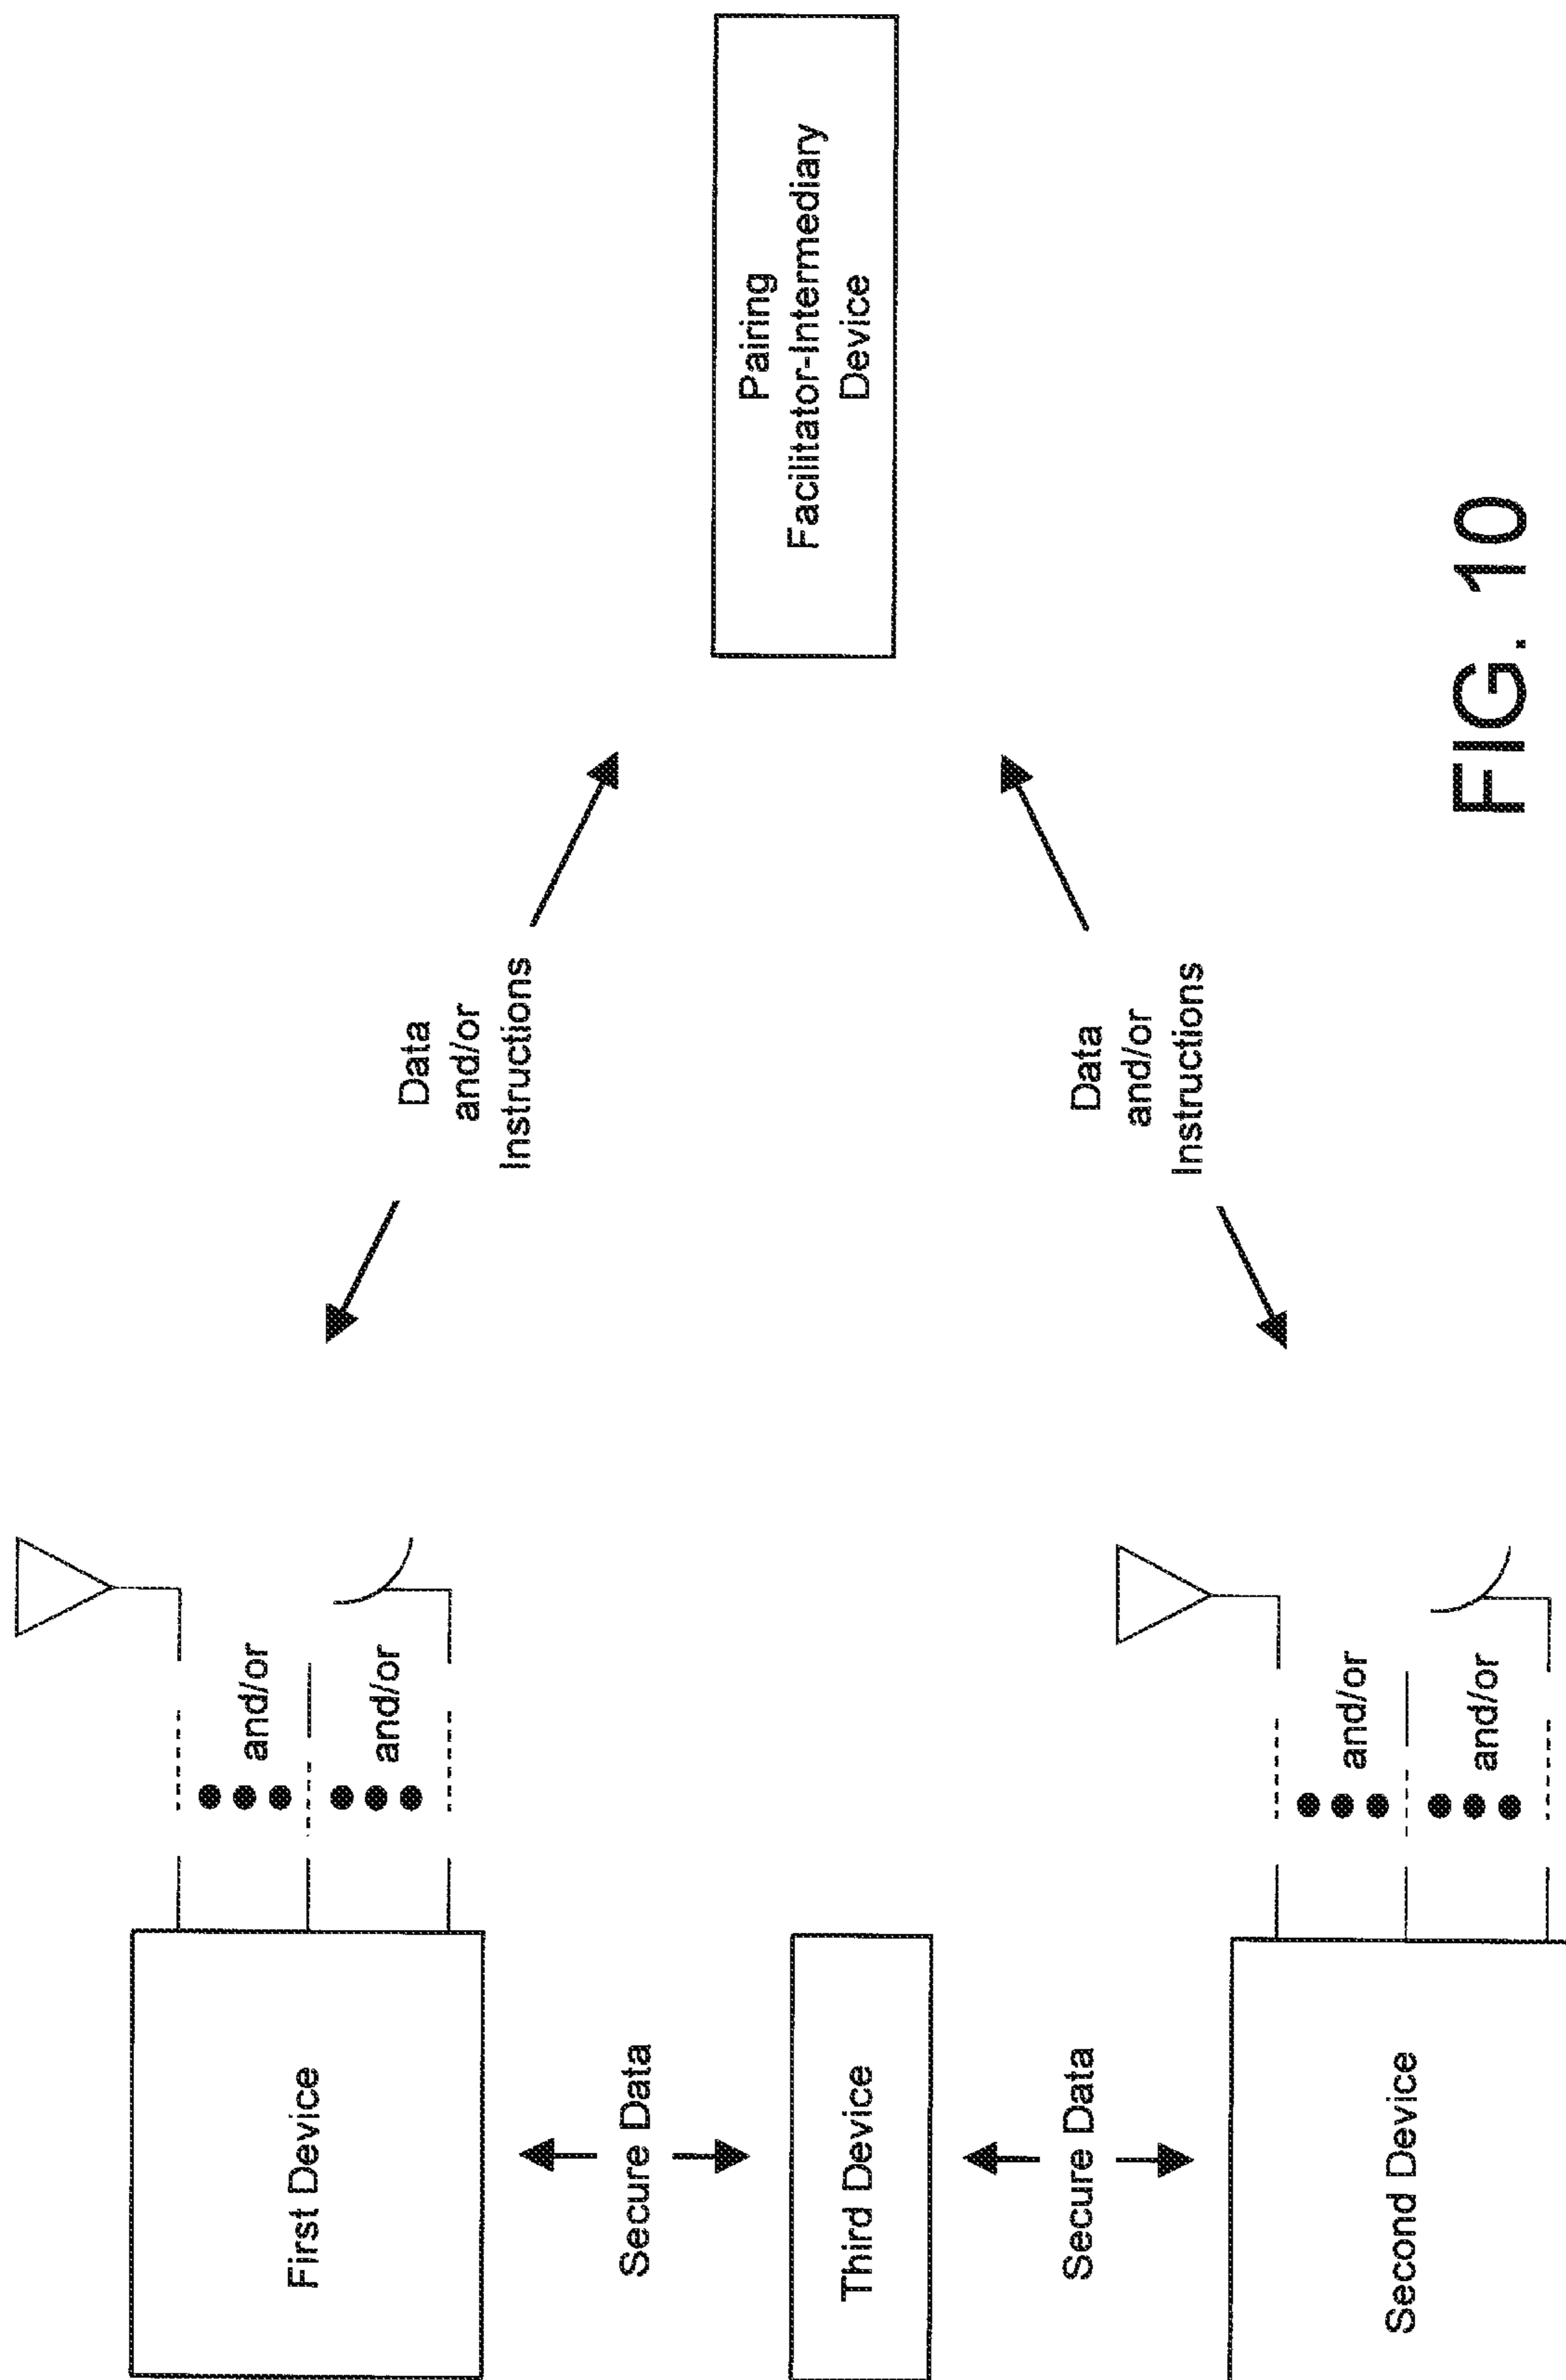 First Device
and/or
and/or
Data
and/or
Instructions
Secure Data
Pairing
Facilitator-Intermediary
Device
Third Device
Secure Data
Data
and/or
Instructions
Second Device
and/or
and/or
FIG. 10